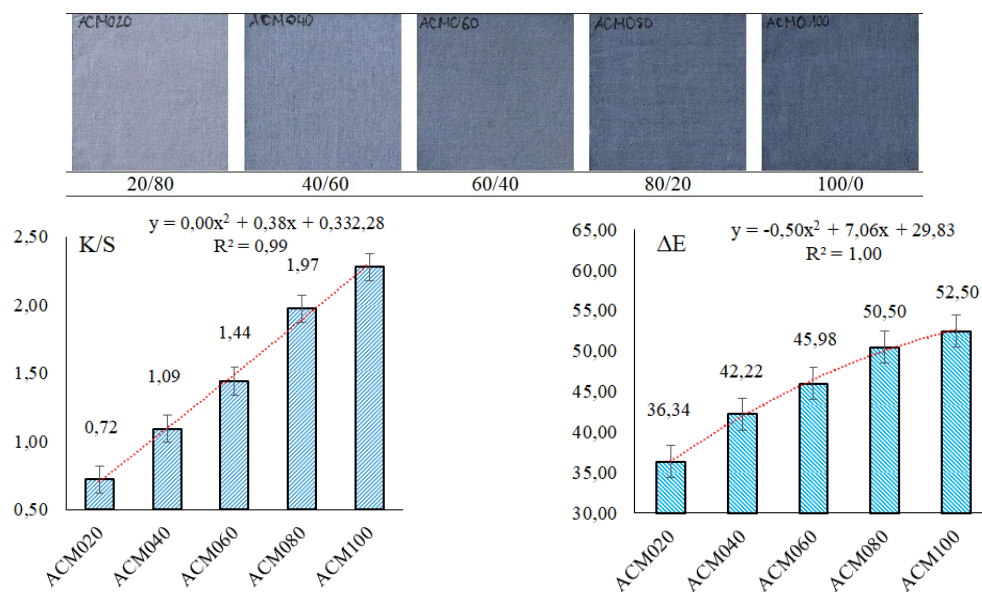 ACM020 ACM040 ACM060 ACM080 ACM0100
20/80 40/60 60/40 80/20 100/0
K/S
y = 0,00x² + 0,38x + 0,332,28
R² = 0,99
2,50
2,00
1,50
1,00
0,50
0,72
1,09
1,44
1,97
ACM020
ACM040
ACM060
ACM080
ACM100
ΔE
y = -0,50x² + 7,06x + 29,83
R² = 1,00
65,00
60,00
55,00
50,00
45,00
40,00
35,00
30,00
36,34
42,22
45,98
50,50
52,50
ACM020
ACM040
ACM060
ACM080
ACM100